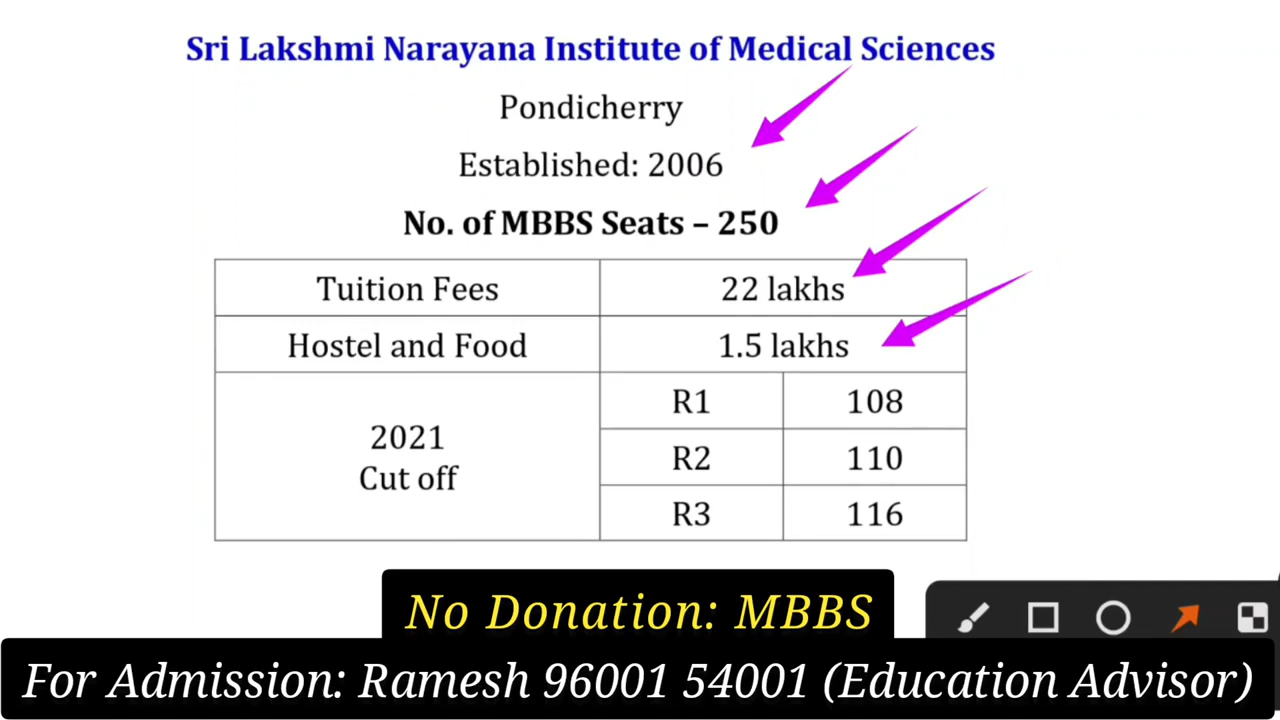 Sri Lakshmi Narayana Institute of Medical Sciences
Pondicherry
Established: 2006
No. of MBBS Seats – 250
Tuition Fees 22 lakhs
Hostel and Food 1.5 lakhs
2021
Cut off
R1 108
R2 110
R3 116
No Donation: MBBS
For Admission: Ramesh 96001 54001 (Education Advisor)